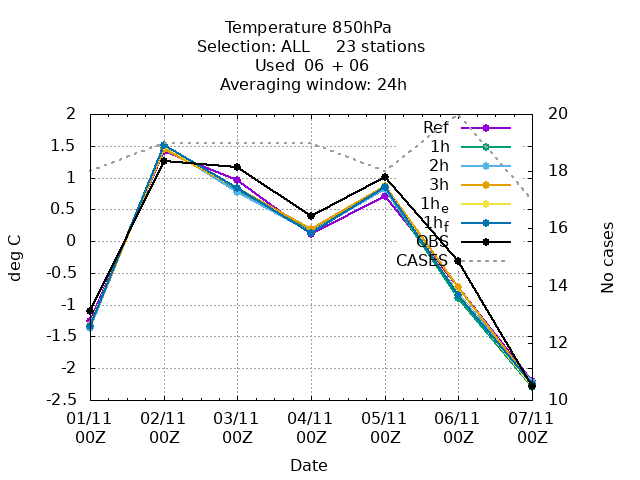 Temperature 850hPa
Selection: ALL     23 stations
Used  06 + 06
Averaging window: 24h
2
1.5
1
0.5
0
-0.5
-1
-1.5
-2
-2.5
deg C
20
18
16
14
12
10
No cases
Ref
1h
2h
3h
1he
1hf
OBS
CASES
01/11 02/11 03/11 04/11 05/11 06/11 07/11
00Z 00Z 00Z 00Z 00Z 00Z 00Z
Date